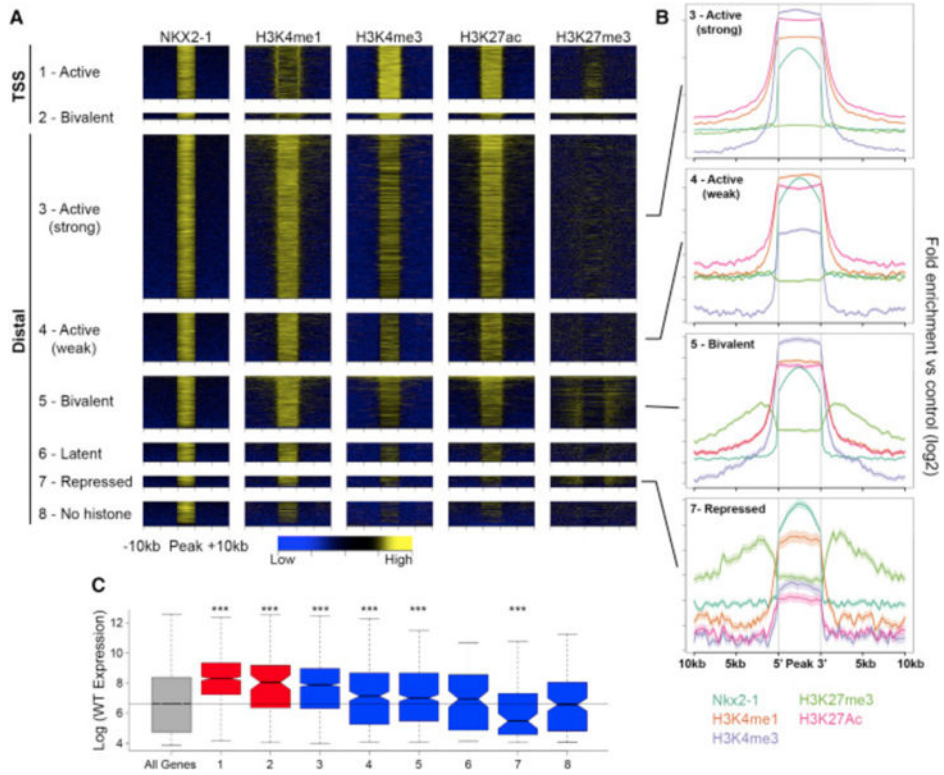 A
NKX2-1 H3K4me1 H3K4me3 H3K27ac H3K27me3
TSS
1 - Active
2 - Bivalent
Distal
3 - Active
(strong)
4 - Active
(weak)
5 - Bivalent
6 - Latent
7 - Repressed
8 - No histone
-10kb Peak +10kb
Low High
B
3 - Active
(strong)
4 - Active
(weak)
5 - Bivalent
7- Repressed
Fold enrichment vs control (log2)
10kb 5kb 5' Peak 3' 5kb 10kb
Nkx2-1 H3K27me3
H3K4me1 H3K27Ac
H3K4me3
C
*** *** *** *** *** ***
Log (WT Expression)
12
10
8
6
4
All Genes 1 2 3 4 5 6 7 8